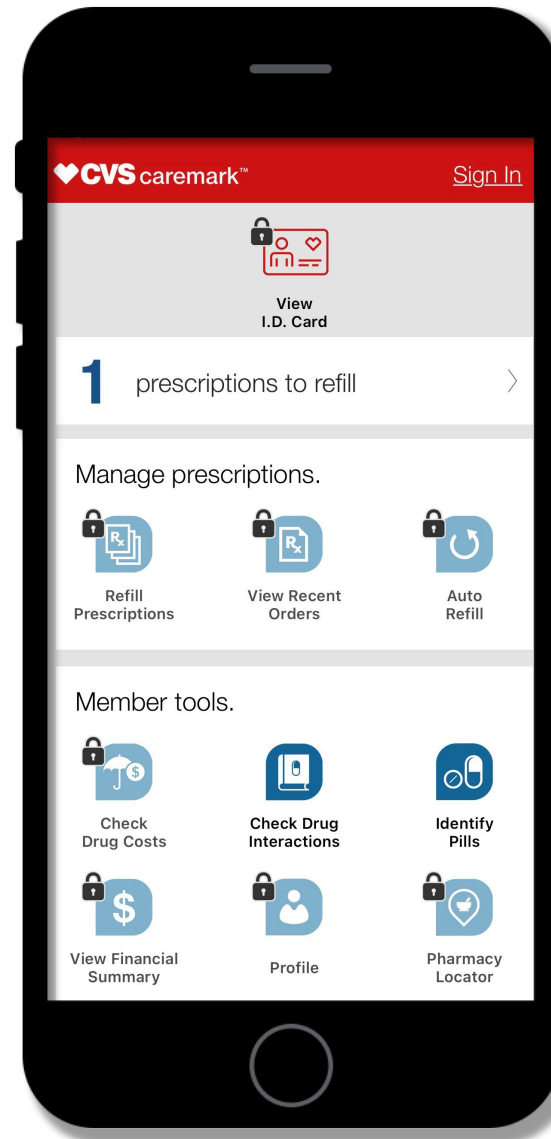 CVS caremark™ Sign In
View
I.D. Card
1 prescriptions to refill
Manage prescriptions.
Refill
Prescriptions
View Recent
Orders
Auto
Refill
Member tools.
Check
Drug Costs
Check Drug
Interactions
Identify
Pills
View Financial
Summary
Profile
Pharmacy
Locator